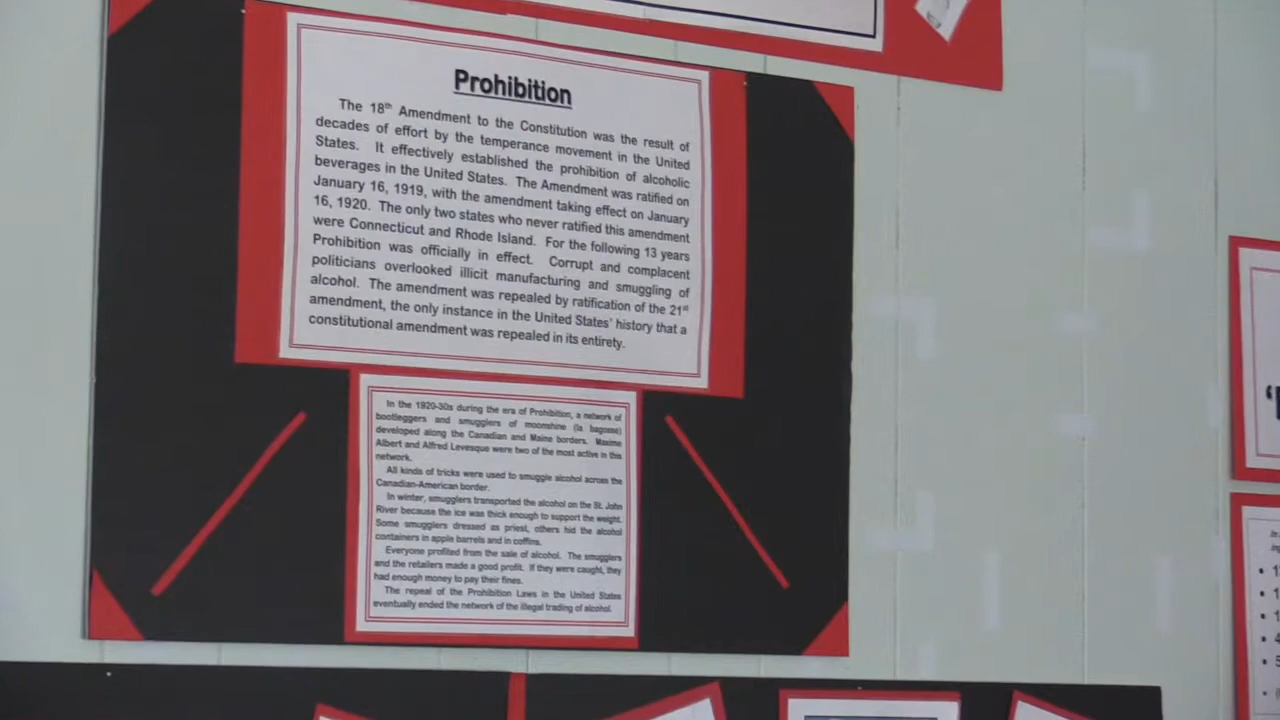 Prohibition
The 18th Amendment to the Constitution was the result of
decades of effort by the temperance movement in the United
States. It effectively established the prohibition of alcoholic
beverages in the United States. The Amendment was ratified on
January 16, 1919, with the amendment taking effect on January
16, 1920. The only two states who never ratified this amendment
were Connecticut and Rhode Island. For the following 13 years
Prohibition was officially in effect. Corrupt and complacent
politicians overlooked illicit manufacturing and smuggling of
alcohol. The amendment was repealed by ratification of the 21st
amendment, the only instance in the United States' history that a
constitutional amendment was repealed in its entirety.
In the 1920-30s during the era of Prohibition, a network of
bootleggers and smugglers of moonshine (la bagosse)
developed along the Canadian and Maine borders. Maxime
Albert and Alfred Levesque were two of the most active in this
network.
All kinds of tricks were used to smuggle alcohol across the
Canadian-American border.
In winter, smugglers transported the alcohol on the St. John
River because the ice was thick enough to support the weight.
Some smugglers dressed as priest, others hid the alcohol
containers in apple barrels and in coffins.
Everyone profited from the sale of alcohol. The smugglers
and the retailers made a good profit. If they were caught, they
had enough money to pay their fines.
The repeal of the Prohibition Laws in the United States
eventually ended the network of the illegal trading of alcohol.